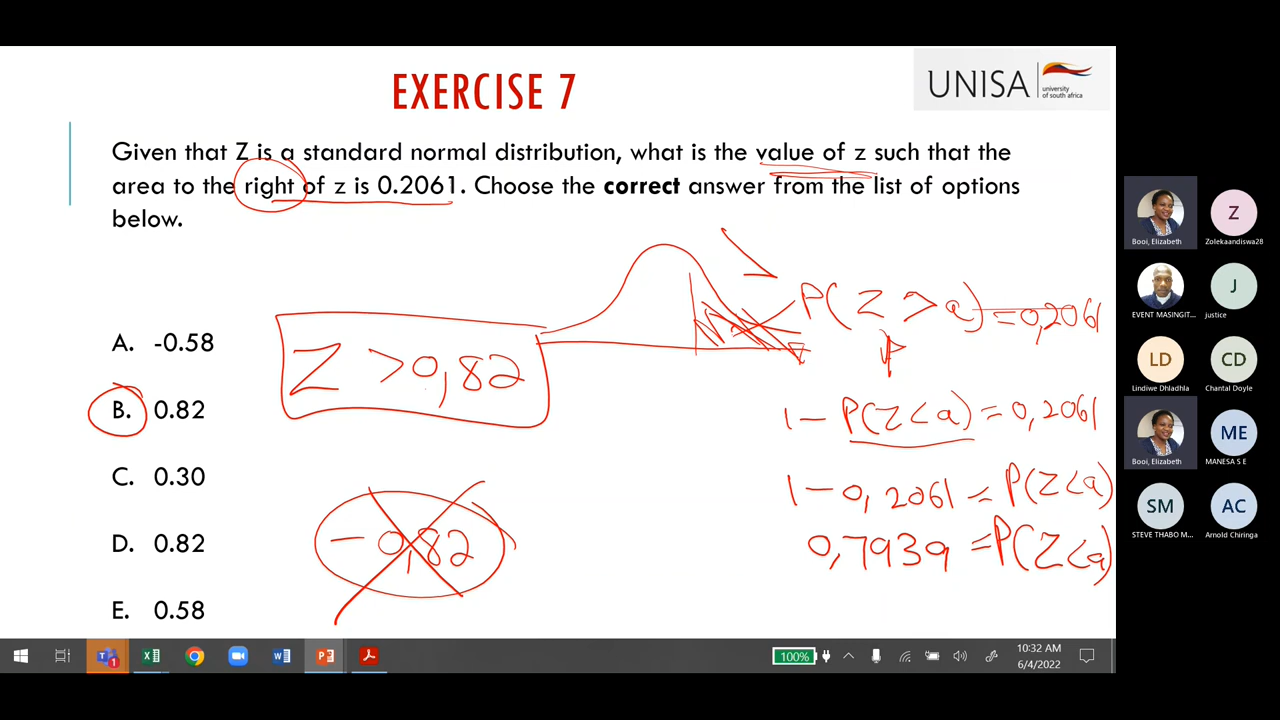 EXERCISE 7
UNISA
university
of south africa
Given that Z is a standard normal distribution, what is the value of z such that the
area to the right of z is 0.2061. Choose the correct answer from the list of options
below.
A. -0.58
B. 0.82
C. 0.30
D. 0.82
E. 0.58
Z > 0,82
- 0,82
P(Z > a) = 0,2061
P
1 - P(Z < a) = 0,2061
1 - 0,2061 = P(Z < a)
0,7939 = P(Z < a)
Booi, Elizabeth
Z
Zolekaandiswa28
EVENT MASINGIT...
J
justice
LD
Lindiwe Dhladhla
CD
Chantal Doyle
Booi, Elizabeth
ME
MANESA S E
SM
STEVE THABO M...
AC
Arnold Chiringa
1
100%
10:32 AM
6/4/2022